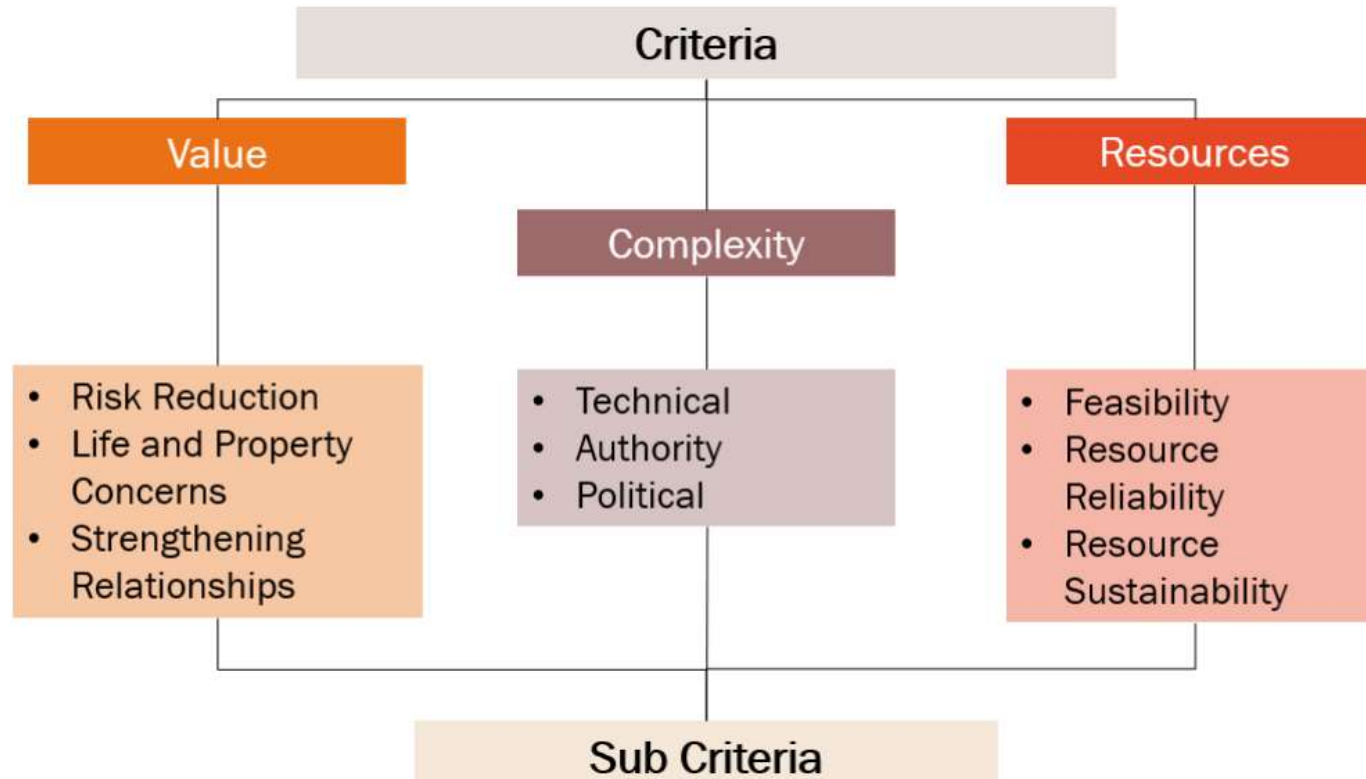 Criteria
Value
Resources
Complexity
• Risk Reduction
• Life and Property
Concerns
• Strengthening
Relationships
• Technical
• Authority
• Political
• Feasibility
• Resource
Reliability
• Resource
Sustainability
Sub Criteria